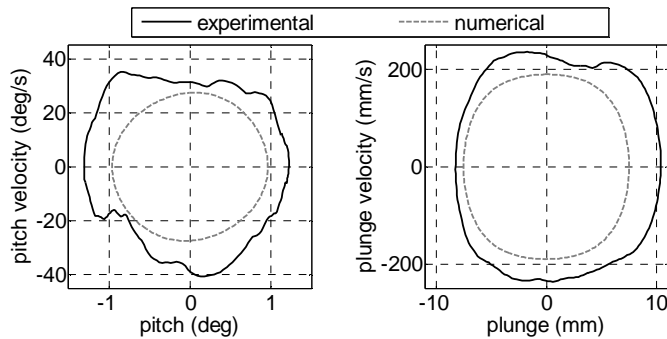 experimental numerical
pitch velocity (deg/s)
40
20
0
-20
-40
-1 0 1
pitch (deg)
plunge velocity (mm/s)
200
0
-200
-10 0 10
plunge (mm)